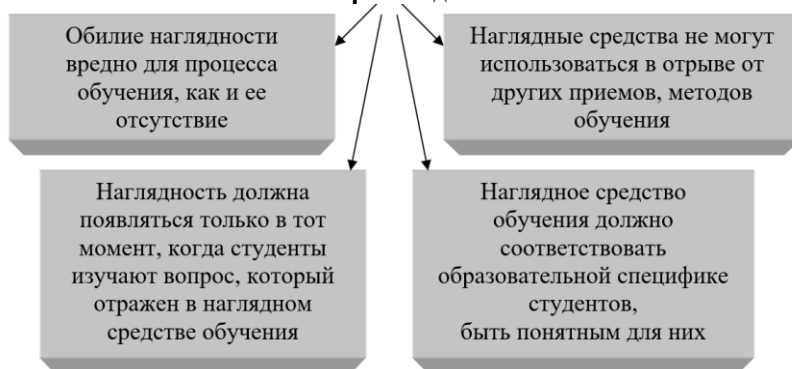 Обилие наглядности
вредно для процесса
обучения, как и ее
отсутствие
Наглядные средства не могут
использоваться в отрыве от
других приемов, методов
обучения
Наглядность должна
появляться только в тот
момент, когда студенты
изучают вопрос, который
отражен в наглядном
средстве обучения
Наглядное средство
обучения должно
соответствовать
образовательной специфике
студентов,
быть понятным для них